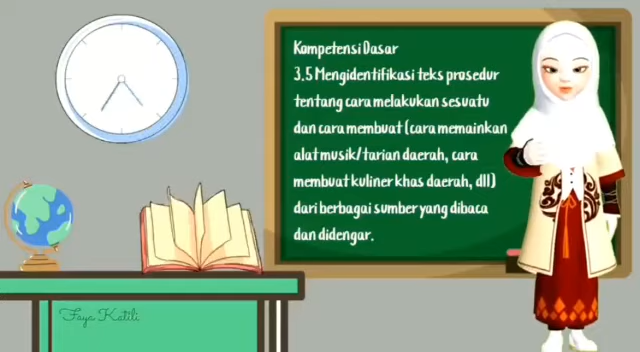 Kompetensi Dasar
3.5 Mengidentifikasi teks prosedur
tentang cara melakukan sesuatu
dan cara membuat (cara memainkan
alat musik/tarian daerah, cara
membuat kuliner khas daerah, dll)
dari berbagai sumber yang dibaca
dan didengar.
Faya Katili